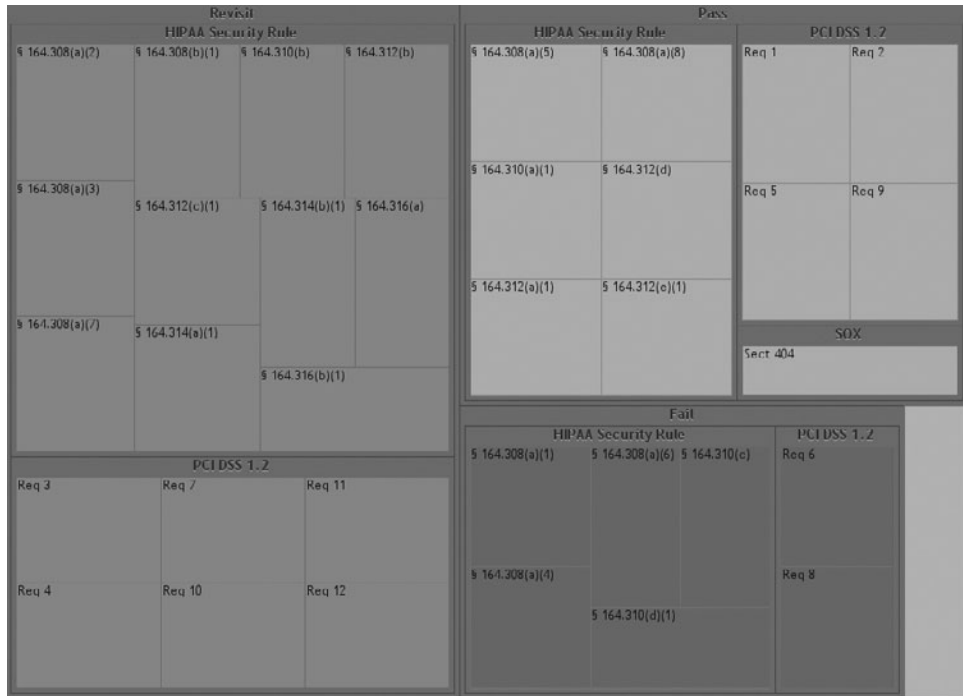 Revisit
HIPAA Security Rule
§ 164.308(a)(2) § 164.308(b)(1) § 164.310(b) § 164.312(b)
§ 164.308(a)(3)
§ 164.312(c)(1) § 164.314(b)(1) § 164.316(a)
§ 164.308(a)(7)
§ 164.314(a)(1)
§ 164.316(b)(1)
PCI DSS 1.2
Req 3 Req 7 Req 11
Req 4 Req 10 Req 12
Pass
HIPAA Security Rule
§ 164.308(a)(5) § 164.308(a)(8)
§ 164.310(a)(1) § 164.312(d)
§ 164.312(a)(1) § 164.312(e)(1)
PCI DSS 1.2
Req 1 Req 2
Req 5 Req 9
SOX
Sect 404
Fail
HIPAA Security Rule
§ 164.308(a)(1) § 164.308(a)(6) § 164.310(c)
§ 164.308(a)(4)
§ 164.310(d)(1)
PCI DSS 1.2
Req 6
Req 8